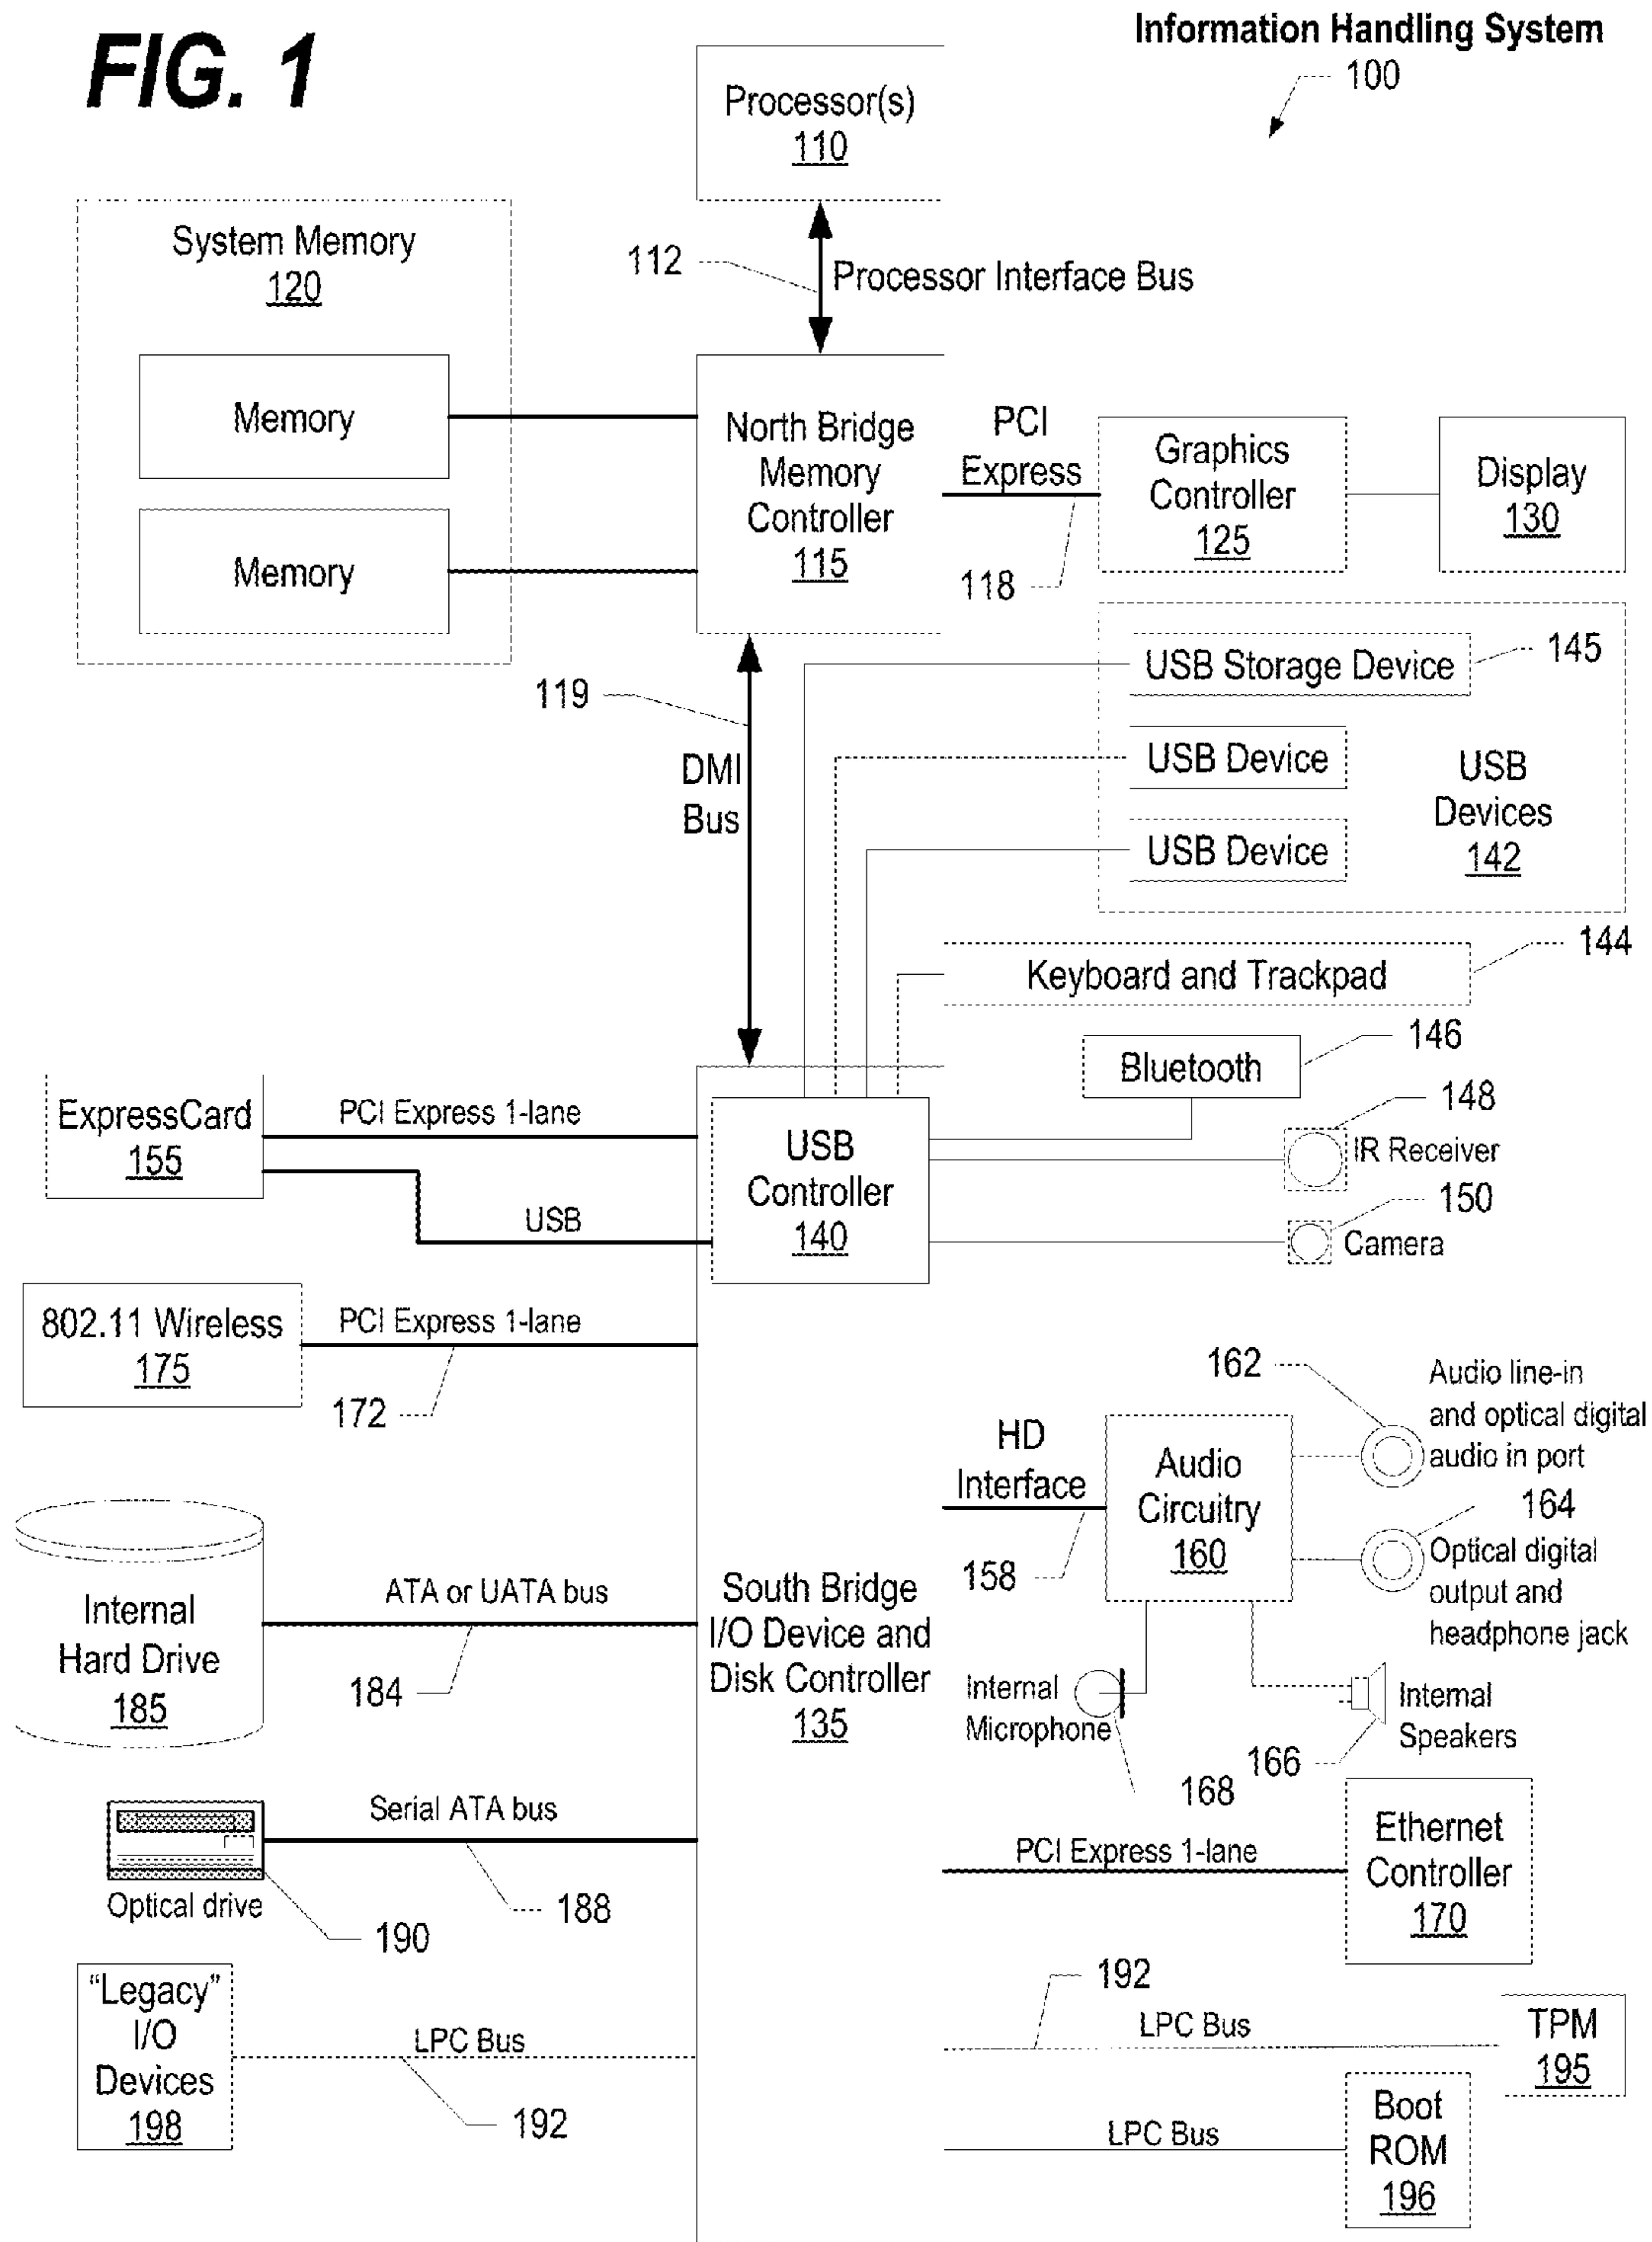 FIG. 1
Information Handling System
100
Processor(s)
110
System Memory
120
112
Processor Interface Bus
Memory
Memory
North Bridge
Memory
Controller
115
PCI
Express
118
Graphics
Controller
125
Display
130
119
DMI
Bus
USB Storage Device
145
USB Device
USB Device
USB
Devices
142
Keyboard and Trackpad
144
Bluetooth
146
148
IR Receiver
150
Camera
ExpressCard
155
PCI Express 1-lane
USB
USB
Controller
140
802.11 Wireless
175
PCI Express 1-lane
172
162
Audio line-in
and optical digital
audio in port
HD
Interface
158
Audio
Circuitry
160
164
Optical digital
output and
headphone jack
Internal
Hard Drive
185
ATA or UATA bus
184
South Bridge
I/O Device and
Disk Controller
135
Internal
Microphone
168
166
Internal
Speakers
Serial ATA bus
188
Optical drive
190
PCI Express 1-lane
Ethernet
Controller
170
"Legacy"
I/O
Devices
198
LPC Bus
192
192
LPC Bus
TPM
195
LPC Bus
Boot
ROM
196